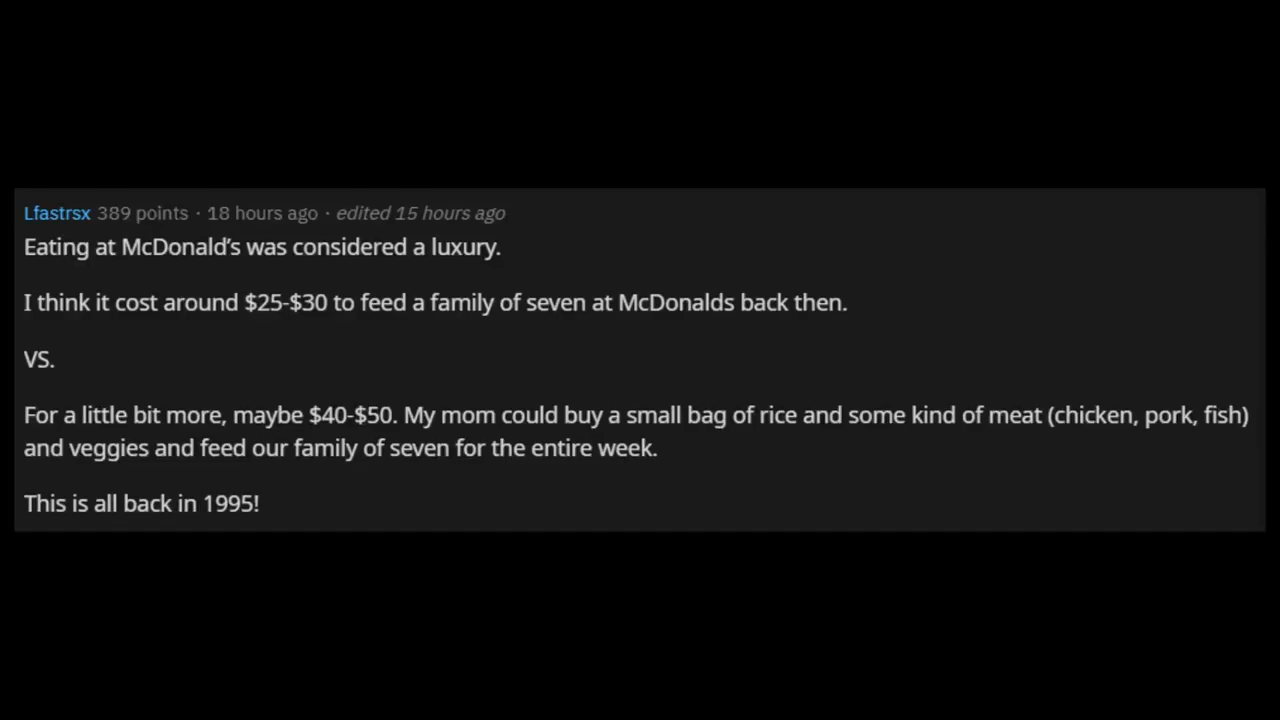 Lfastrsx 389 points · 18 hours ago · edited 15 hours ago
Eating at McDonald's was considered a luxury.
I think it cost around $25-$30 to feed a family of seven at McDonalds back then.
VS.
For a little bit more, maybe $40-$50. My mom could buy a small bag of rice and some kind of meat (chicken, pork, fish)
and veggies and feed our family of seven for the entire week.
This is all back in 1995!